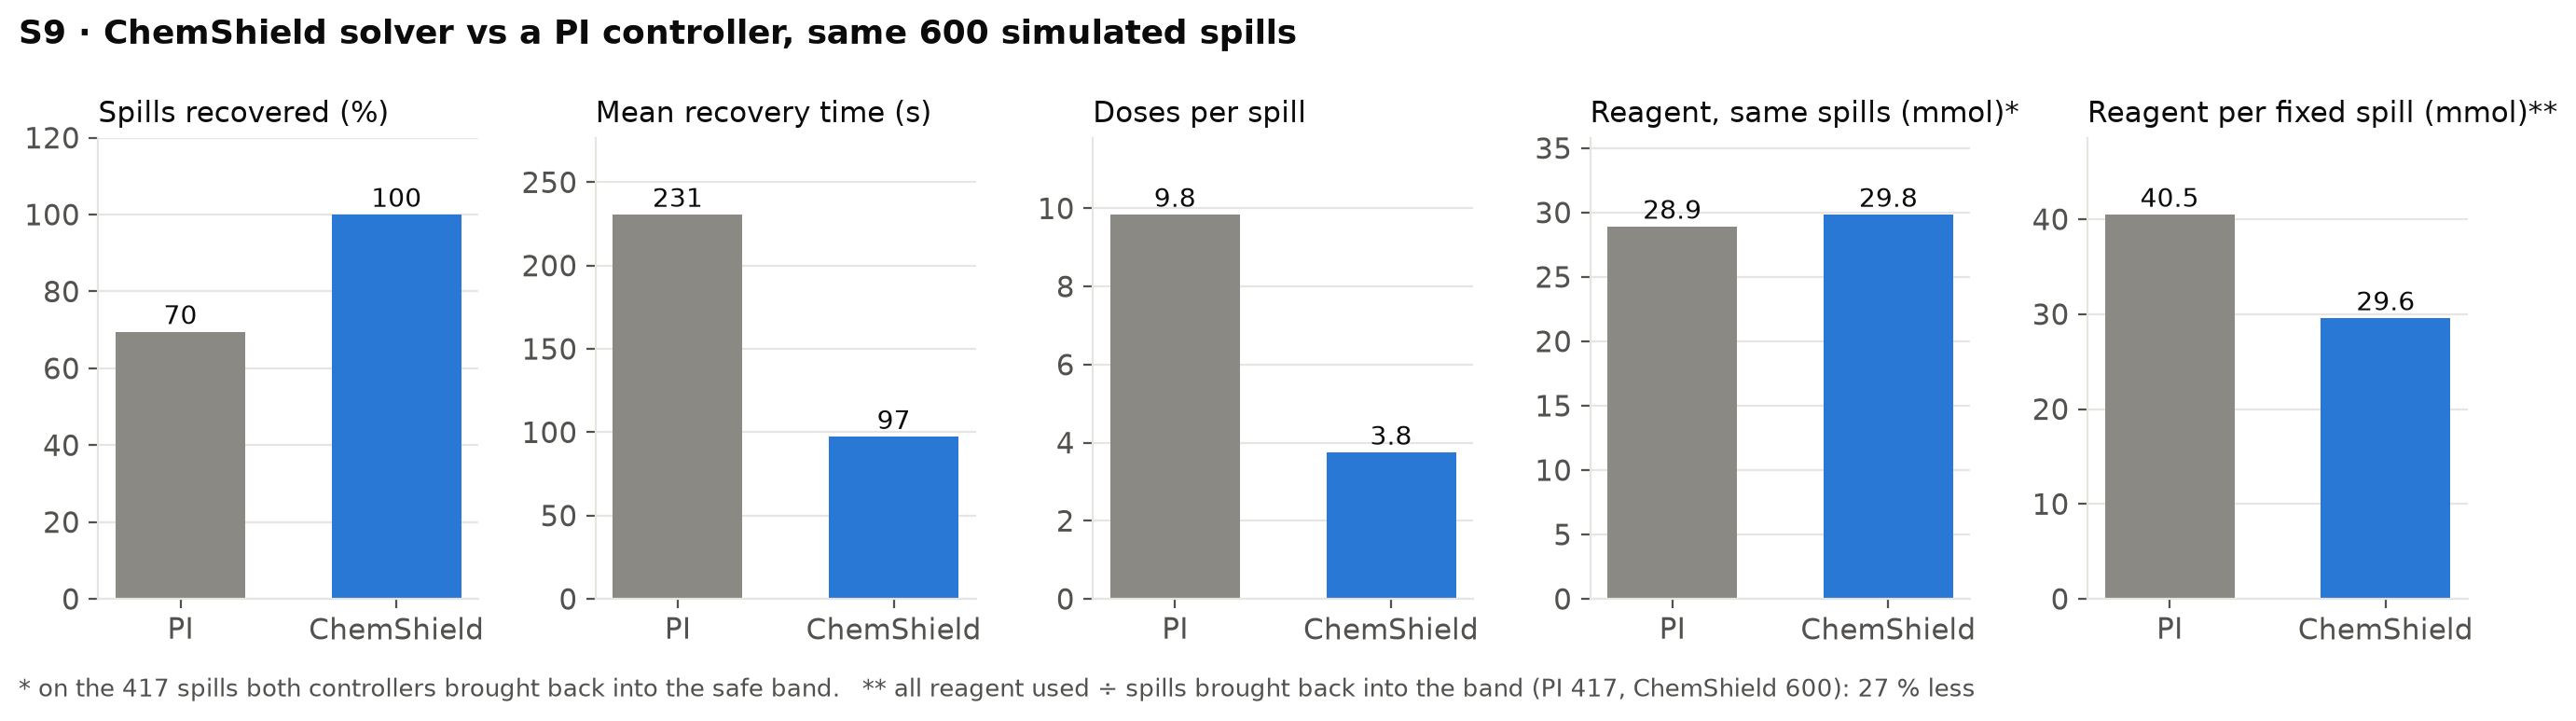 S9 · ChemShield solver vs a PI controller, same 600 simulated spills
Spills recovered (%)
120
100
80
60
40
20
0
70
100
PI
ChemShield
Mean recovery time (s)
250
200
150
100
50
0
231
97
PI
ChemShield
Doses per spill
10
8
6
4
2
0
9.8
3.8
PI
ChemShield
Reagent, same spills (mmol)*
35
30
25
20
15
10
5
0
28.9
29.8
PI
ChemShield
Reagent per fixed spill (mmol)**
40
30
20
10
0
40.5
29.6
PI
ChemShield
* on the 417 spills both controllers brought back into the safe band. ** all reagent used ÷ spills brought back into the band (PI 417, ChemShield 600): 27 % less